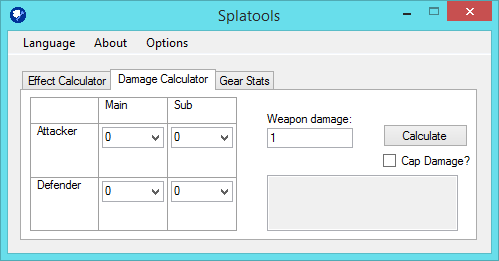 Splatools
Language About Options
Effect Calculator Damage Calculator Gear Stats
Main Sub
Attacker 0 0
Weapon damage:
1
Calculate
Cap Damage?
Defender 0 0